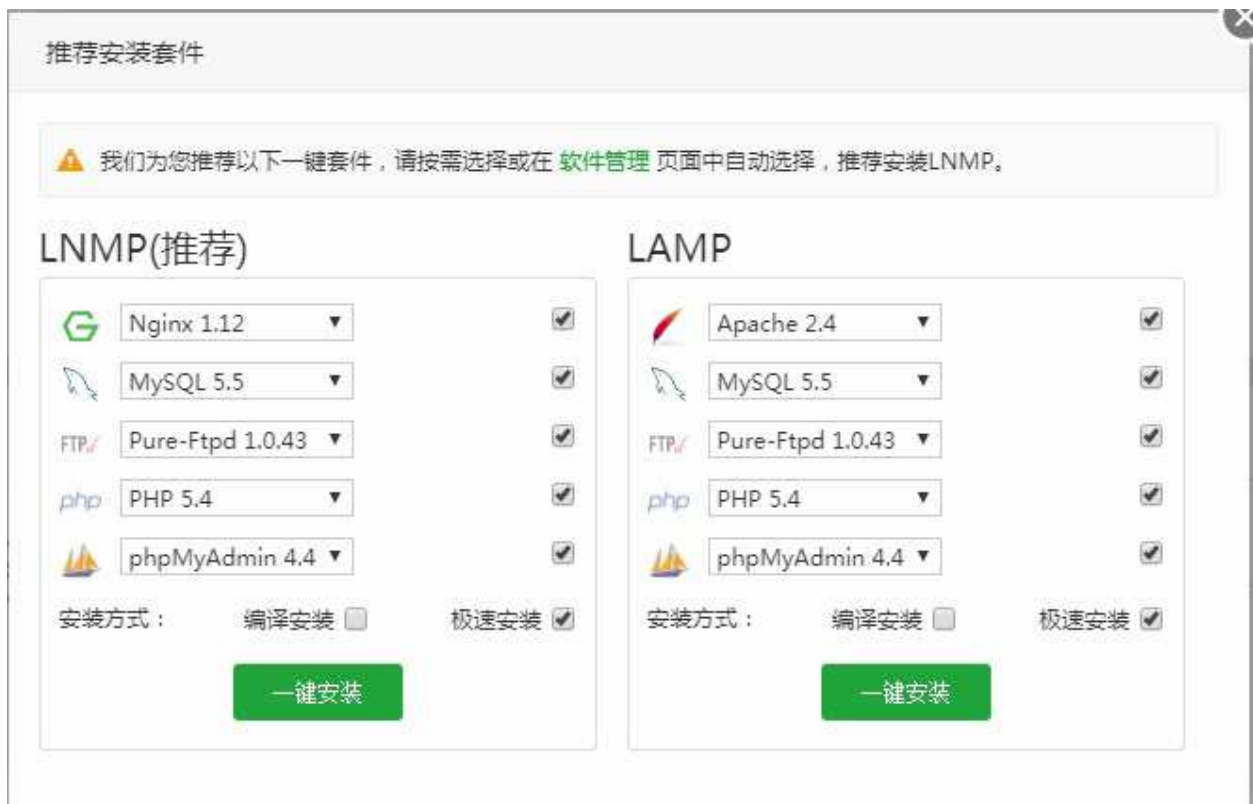 推荐安装套件
我们为您推荐以下一键套件，请按需选择或在 软件管理 页面中自动选择，推荐安装LNMP。
LNMP(推荐)
Nginx 1.12
MySQL 5.5
FTP Pure-Ftpd 1.0.43
php PHP 5.4
phpMyAdmin 4.4
安装方式： 编译安装 极速安装
一键安装
LAMP
Apache 2.4
MySQL 5.5
FTP Pure-Ftpd 1.0.43
php PHP 5.4
phpMyAdmin 4.4
安装方式： 编译安装 极速安装
一键安装